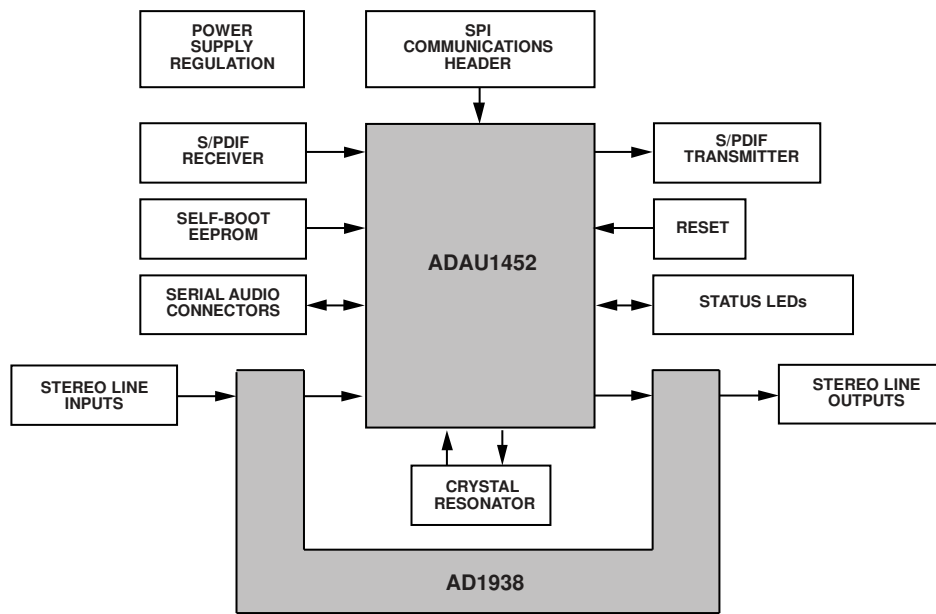 POWER
SUPPLY
REGULATION
SPI
COMMUNICATIONS
HEADER
S/PDIF
RECEIVER
S/PDIF
TRANSMITTER
SELF-BOOT
EEPROM
RESET
ADAU1452
SERIAL AUDIO
CONNECTORS
STATUS LEDs
STEREO LINE
INPUTS
STEREO LINE
OUTPUTS
CRYSTAL
RESONATOR
AD1938